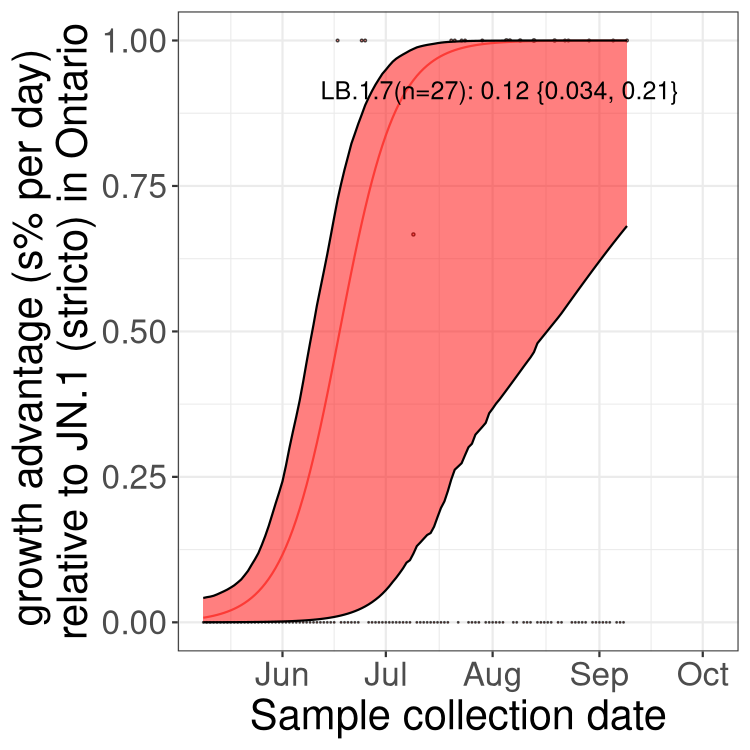 growth advantage (s% per day)
relative to JN.1 (stricto) in Ontario
1.00
0.75
0.50
0.25
0.00
LB.1.7(n=27): 0.12 {0.034, 0.21}
Jun Jul Aug Sep Oct
Sample collection date